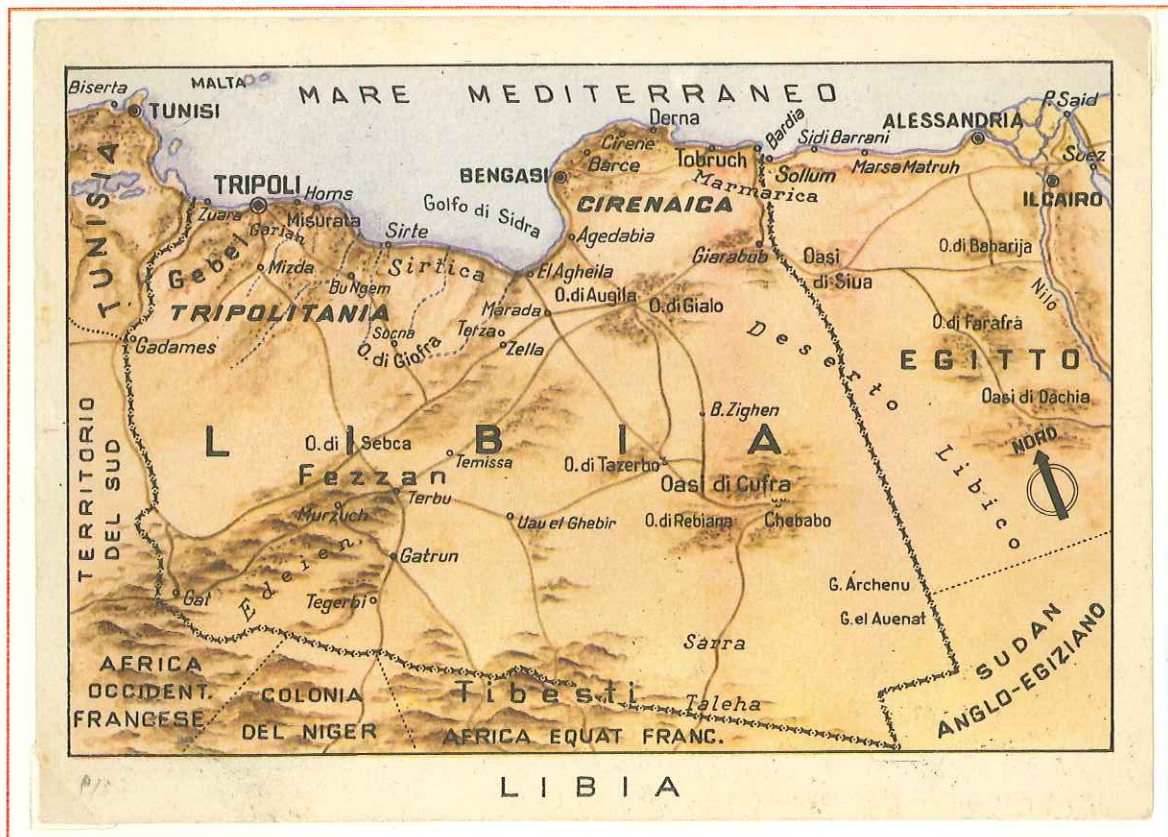 MALTA
MARE MEDITERRANEO
Biserta
TUNISI
P. Said
Derna
ALESSANDRIA
Bardia
Cirene
Sidi Barrani
Barce
Tobruch
Suez
Marsa Matruh
Sollum
BENGASI
Marmarica
TUNISIA
TRIPOLI
Homs
IL CAIRO
Zuara
Misurata
Golfo di Sidra
CIRENAICA
Garian
Sirte
Agedabia
O. di Baharija
Gebel
Giarabub
Oasi
di Siua
Mizda
Sirtica
El Agheila
Bu Ngem
O. di Augila
Nilo
TRIPOLITANIA
Marada
O. di Gialo
O. di Farafra
Socna
Tetza
Deserto Libico
Gadames
O. di Gioffra
Zella
EGITTO
Oasi di Dachia
B. Zighen
LIBIA
O. di Sebca
NORD
TERRITORIO
DEL SUD
Temissa
O. di Tazerbo
Fezzan
Oasi di Cufra
Terbu
Murzuch
Uau el Ghebir
O. di Rebiana
Chebabo
Edeien
Gatrun
Gat
Tegerbi
G. Archenu
G. el Auenat
Sarra
AFRICA
OCCIDENT.
FRANCESE
COLONIA
DEL NIGER
Tibesti
Taleha
SUDAN
ANGLO-EGIZIANO
AFRICA EQUAT FRANC.
LIBIA